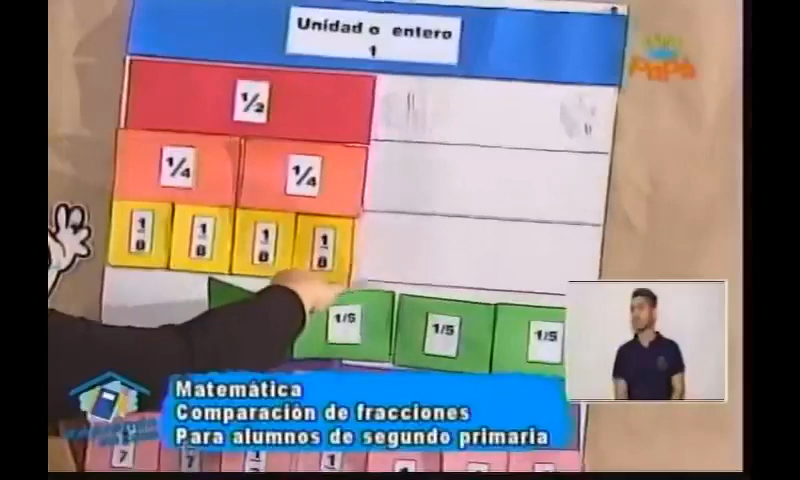 Unidad o entero
1
1/2
1/4 1/4
1/8 1/8 1/8 1/8
1/5 1/5 1/5
Matemática
Comparación de fracciones
Para alumnos de segundo primaria